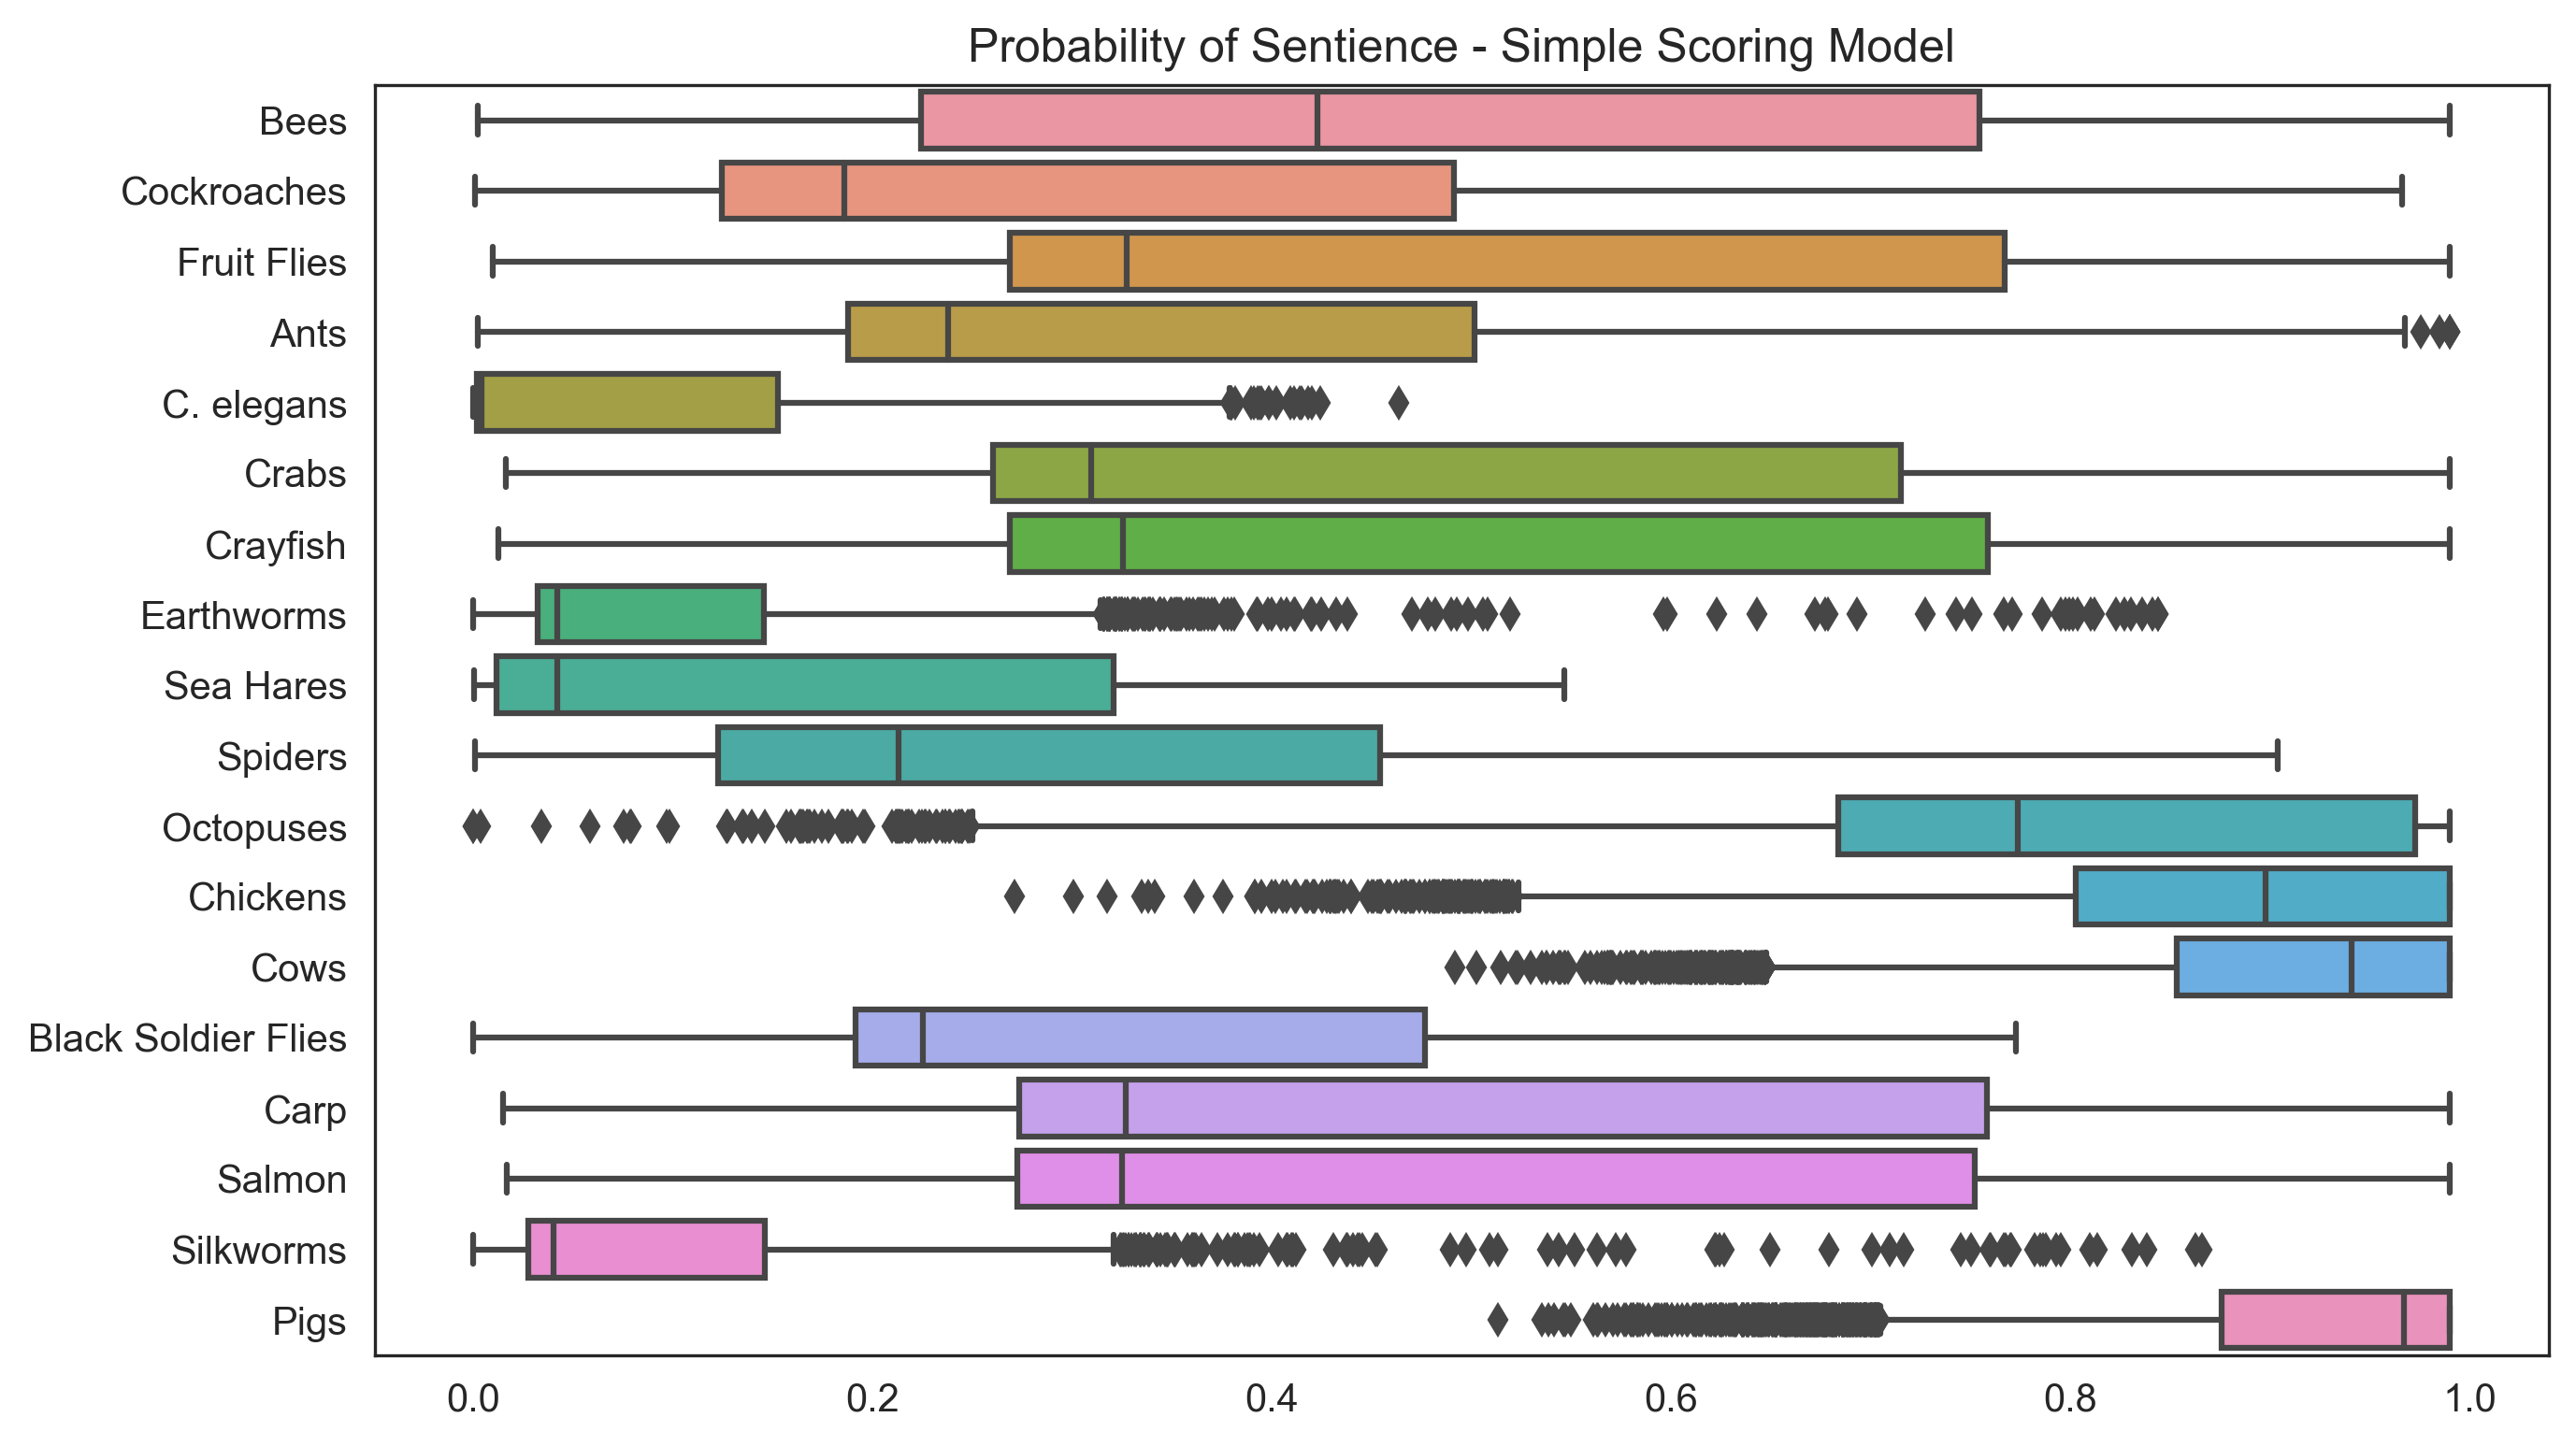 Probability of Sentience - Simple Scoring Model
Bees
Cockroaches
Fruit Flies
Ants
C. elegans
Crabs
Crayfish
Earthworms
Sea Hares
Spiders
Octopuses
Chickens
Cows
Black Soldier Flies
Carp
Salmon
Silkworms
Pigs
0.0 0.2 0.4 0.6 0.8 1.0